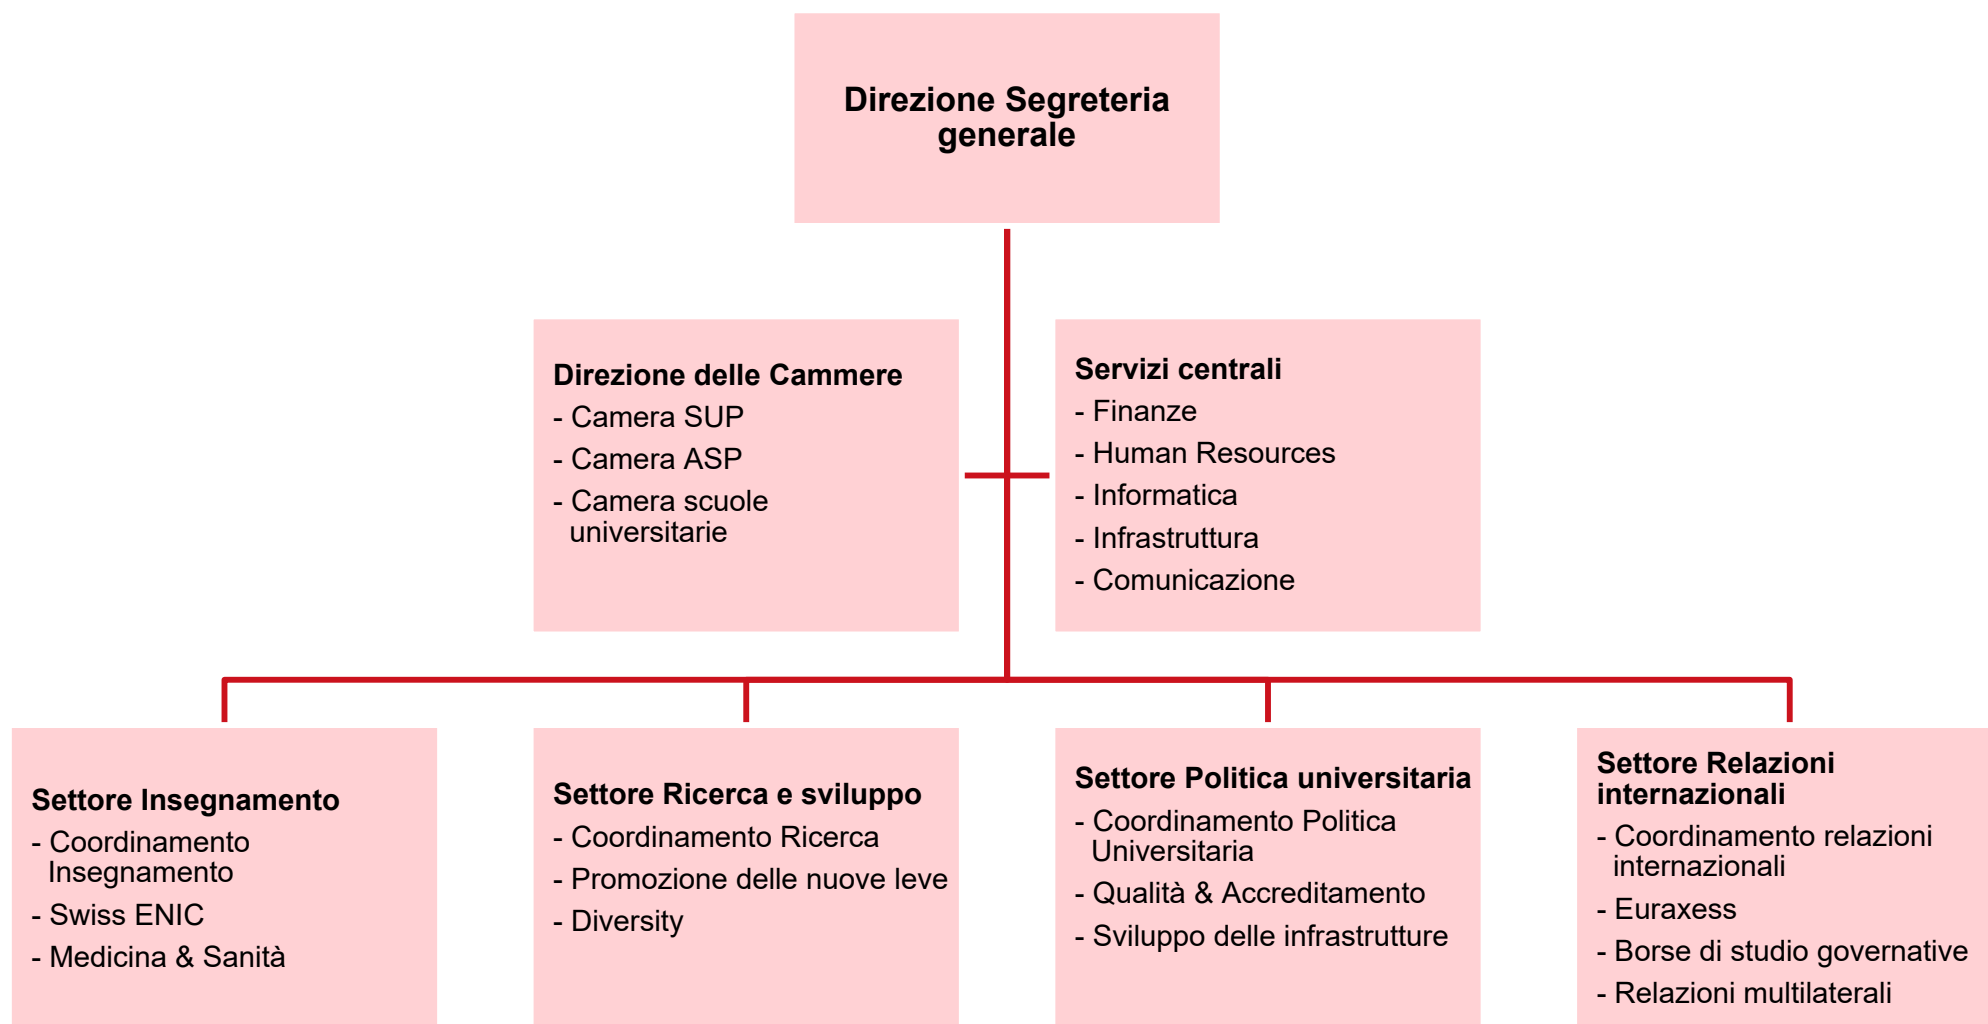 Direzione Segreteria
generale
Direzione delle Cammere
- Camera SUP
- Camera ASP
- Camera scuole
universitarie
Servizi centrali
- Finanze
- Human Resources
- Informatica
- Infrastruttura
- Comunicazione
Settore Insegnamento
- Coordinamento
Insegnamento
- Swiss ENIC
- Medicina & Sanità
Settore Ricerca e sviluppo
- Coordinamento Ricerca
- Promozione delle nuove leve
- Diversity
Settore Politica universitaria
- Coordinamento Politica
Universitaria
- Qualità & Accreditamento
- Sviluppo delle infrastutture
Settore Relazioni
internazionali
- Coordinamento relazioni
internazionali
- Euraxess
- Borse di studio governative
- Relazioni multilaterali